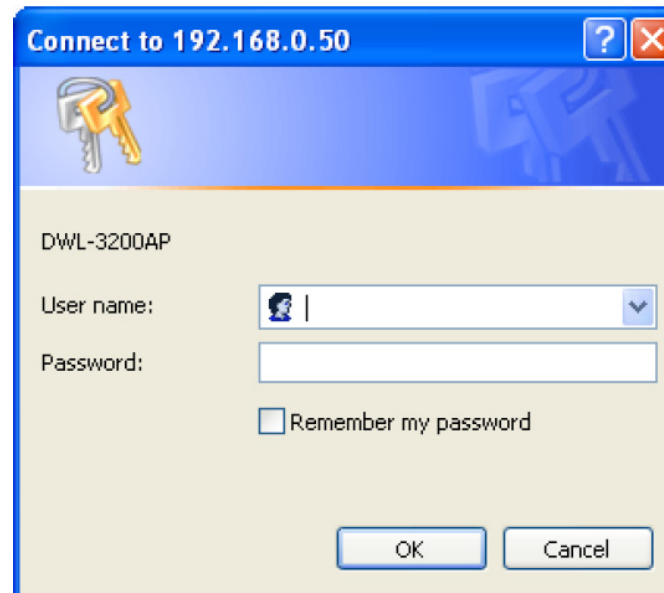 Connect to 192.168.0.50
DWL-3200AP
User name:
Password:
Remember my password
OK Cancel